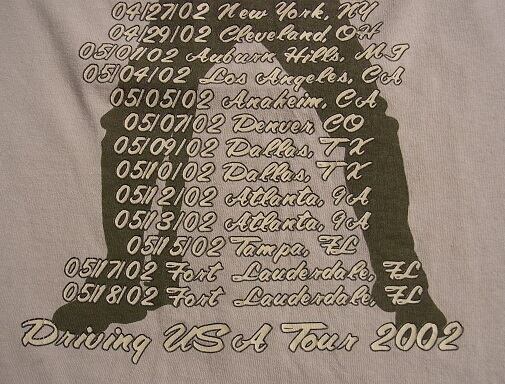 04/27/02 New York, NY
04/29/02 Cleveland OH
05/01/02 Auburn Hills, MI
05/04/02 Los Angeles, CA
05/05/02 Anaheim, CA
05/07/02 Denver, CO
05/09/02 Dallas, TX
05/10/02 Dallas, TX
05/12/02 Atlanta, GA
05/13/02 Atlanta, GA
05/15/02 Tampa, FL
05/17/02 Fort Lauderdale, FL
05/18/02 Fort Lauderdale, FL
Driving USA Tour 2002